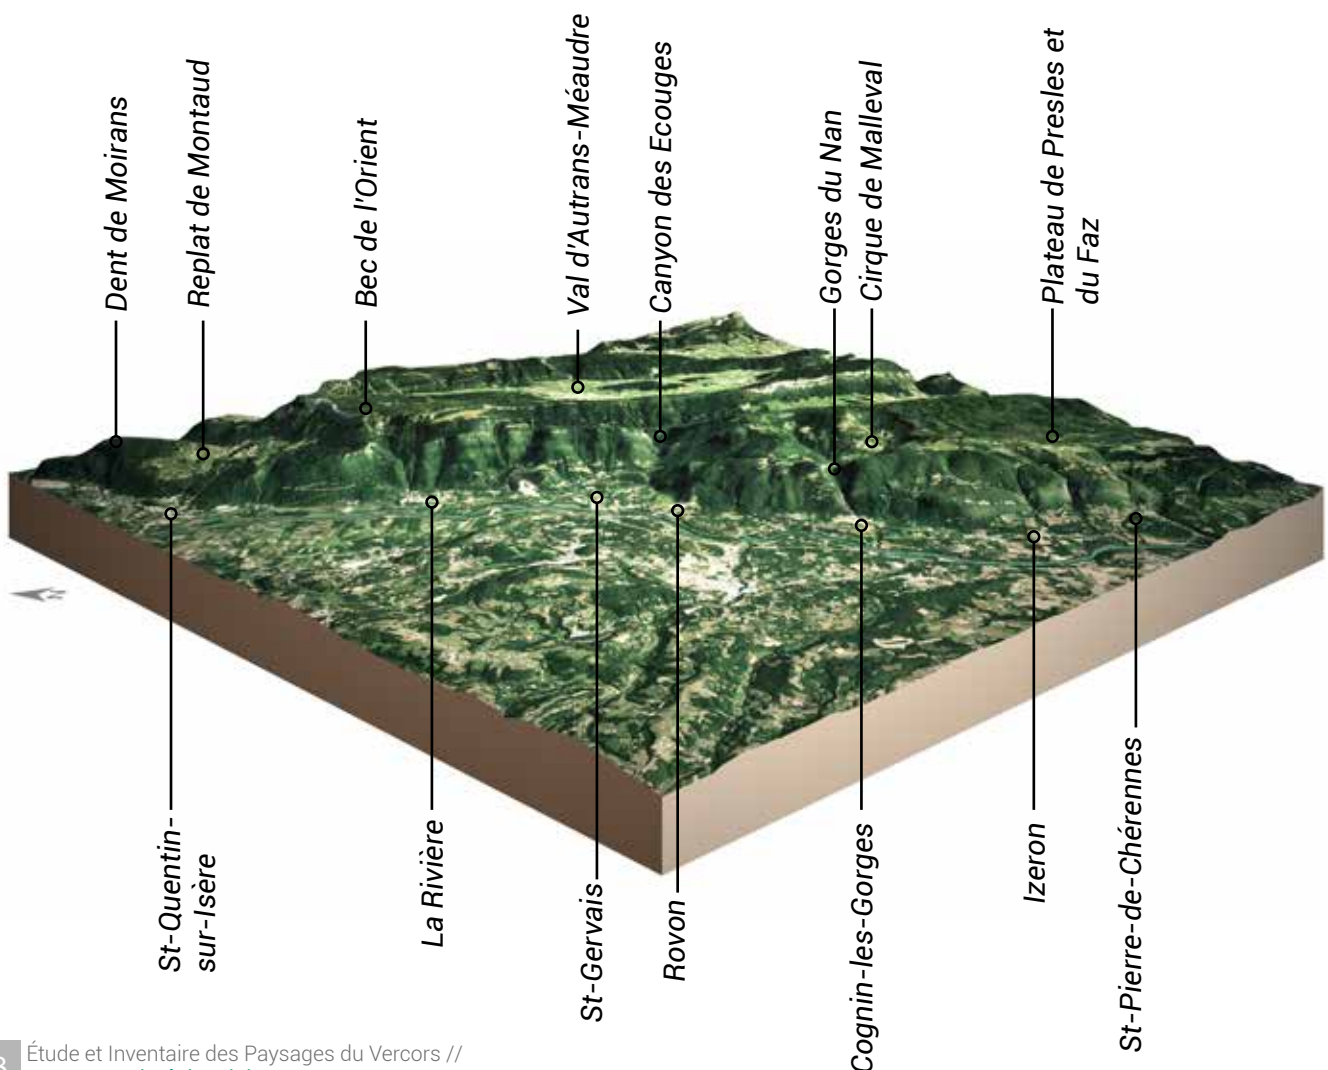 Dent de Moirans
Replat de Montaud
Bec de l'Orient
Val d'Autrans-Méaudre
Canyon des Ecouges
Gorges du Nan
Cirque de Malleval
Plateau de Presles et
du Faz
St-Quentin-
sur-Isère
La Rivière
St-Gervais
Rovon
Cognin-les-Gorges
Izeron
St-Pierre-de-Chérennes
Étude et Inventaire des Paysages du Vercors //